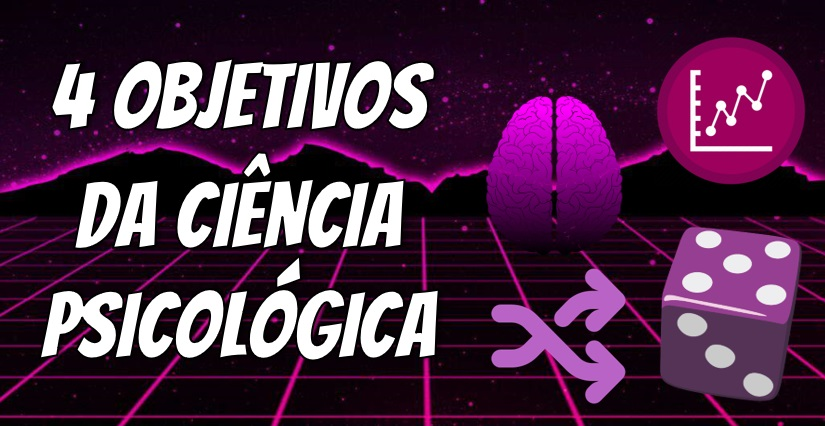 4 OBJETIVOS
DA CIÊNCIA
PSICOLÓGICA